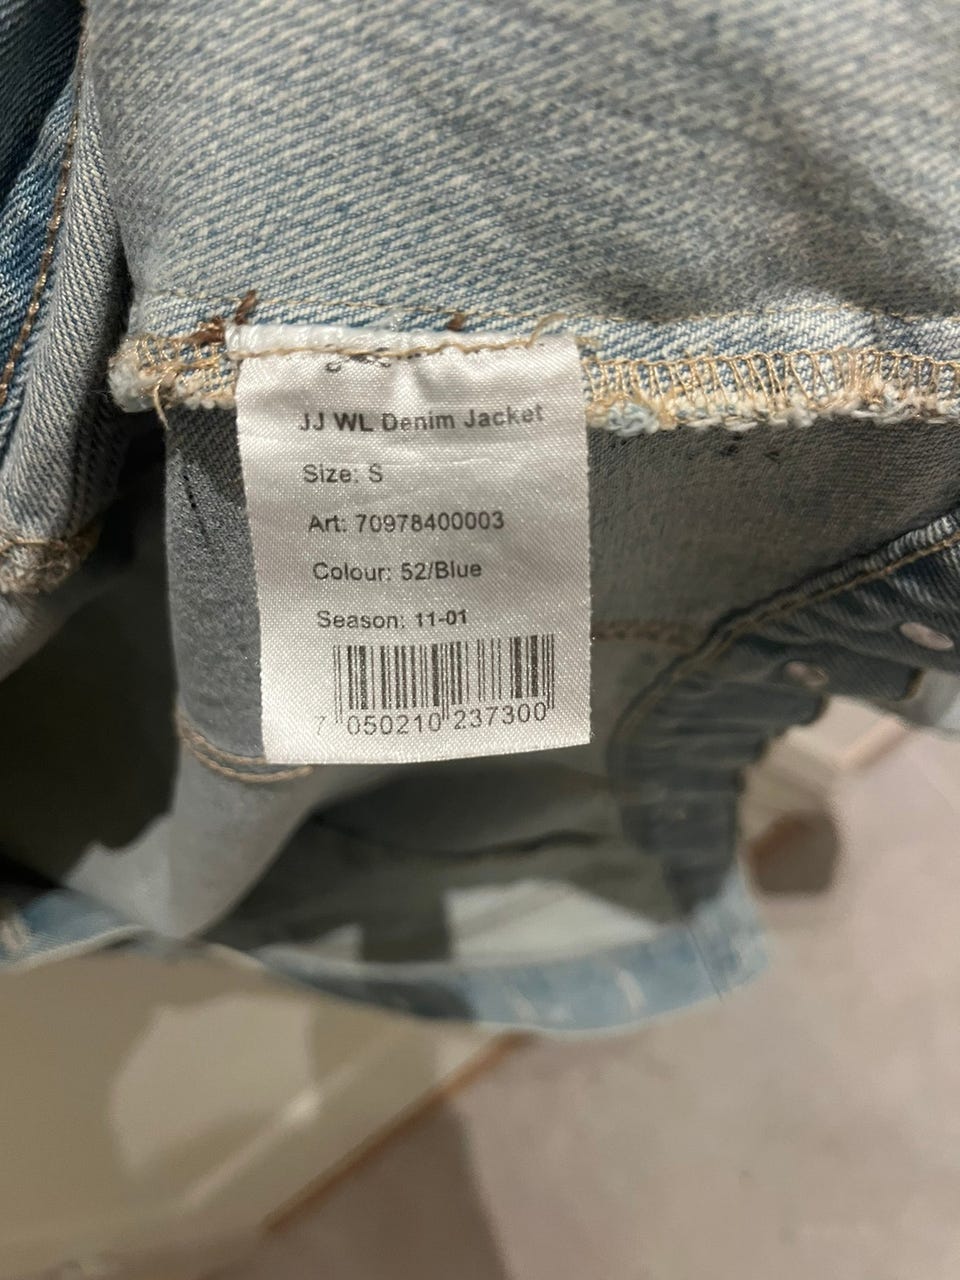 JJ WL Denim Jacket
Size: S
Art: 70978400003
Colour: 52/Blue
Season: 11-01
7 050210 237300